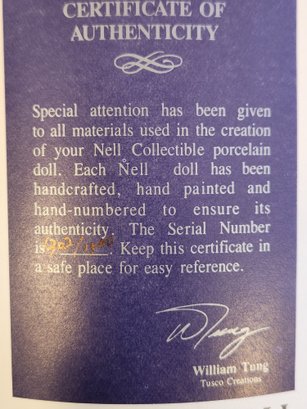 CERTIFICATE OF
AUTHENTICITY
Special attention has been given
to all materials used in the creation
of your Nell Collectible porcelain
doll. Each Nell doll has been
handcrafted, hand painted and
hand-numbered to ensure its
authenticity. The Serial Number
is. Keep this certificate in
a safe place for easy reference.
William Tung
Tusco Creations